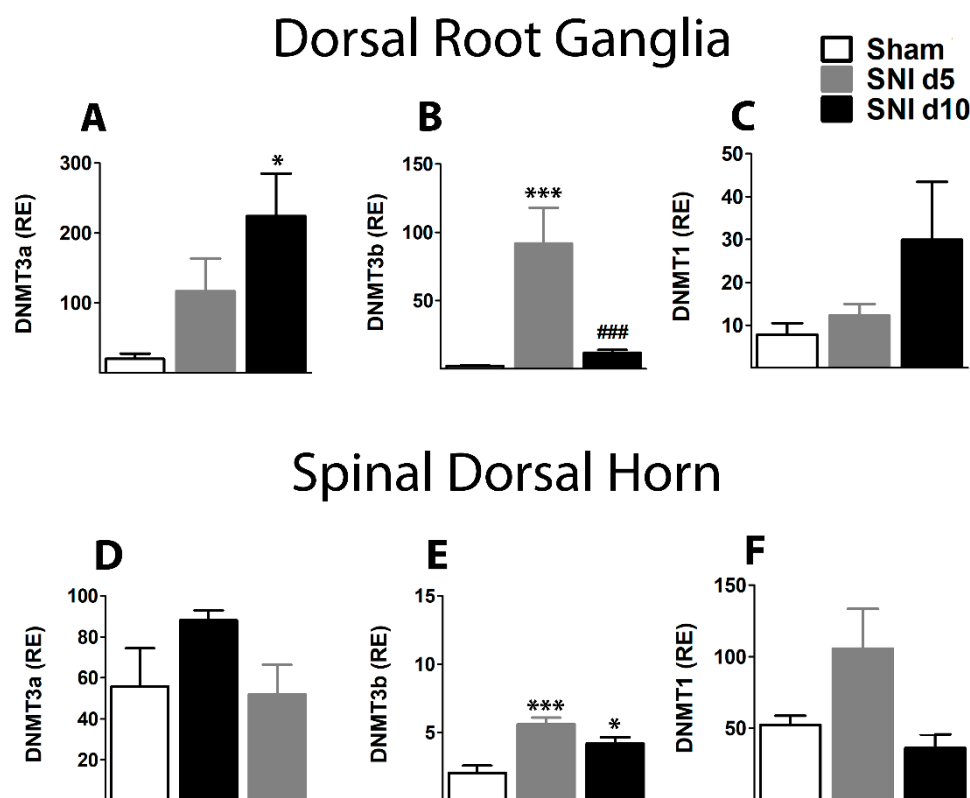 Dorsal Root Ganglia
Sham
SNI d5
SNI d10
A
B
C
DNMT3a (RE)
300
200
100
*
DNMT3b (RE)
150
100
50
***
###
DNMT1 (RE)
50
40
30
20
10
Spinal Dorsal Horn
D
E
F
DNMT3a (RE)
100
80
60
40
20
DNMT3b (RE)
15
10
5
***
*
DNMT1 (RE)
150
100
50